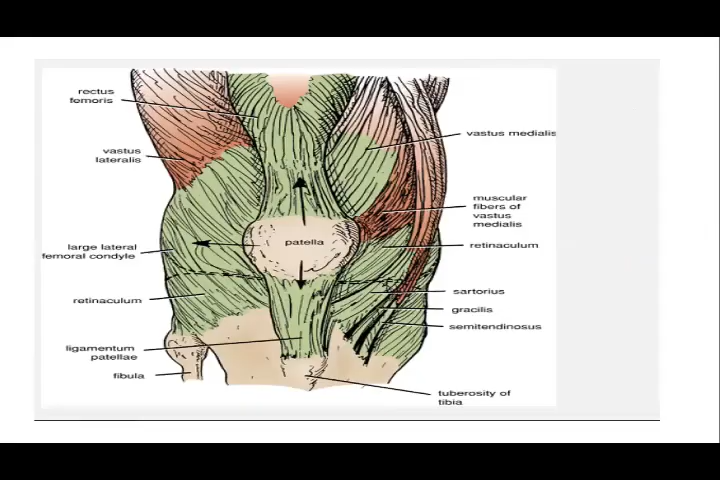 rectus
femoris
vastus
lateralis
large lateral
femoral condyle
retinaculum
ligamentum
patellae
fibula
patella
vastus medialis
muscular
fibers of
vastus
medialis
retinaculum
sartorius
gracilis
semitendinosus
tuberosity of
tibia